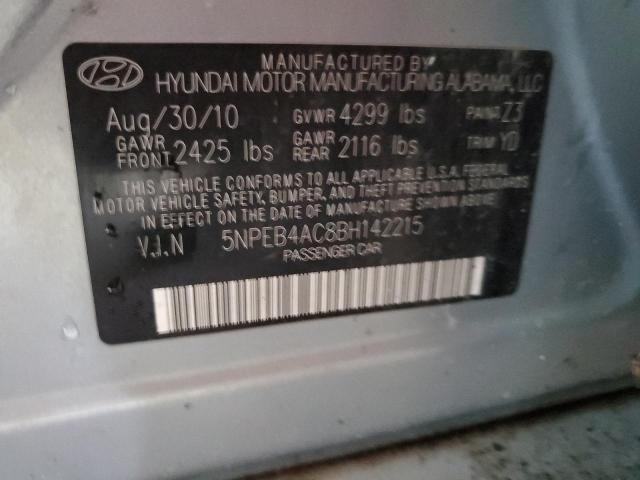 MANUFACTURED BY
HYUNDAI MOTOR MANUFACTURING ALABAMA, LLC
Aug/30/10 GVWR 4299 lbs PAINT Z3
GAWR FRONT 2425 lbs GAWR REAR 2116 lbs TRIM YD
THIS VEHICLE CONFORMS TO ALL APPLICABLE U.S.A. FEDERAL
MOTOR VEHICLE SAFETY, BUMPER, AND THEFT PREVENTION STANDARDS
IN EFFECT ON THE DATE OF MANUFACTURE SHOWN ABOVE.
V.I.N 5NPEB4AC8BH142215
PASSENGER CAR